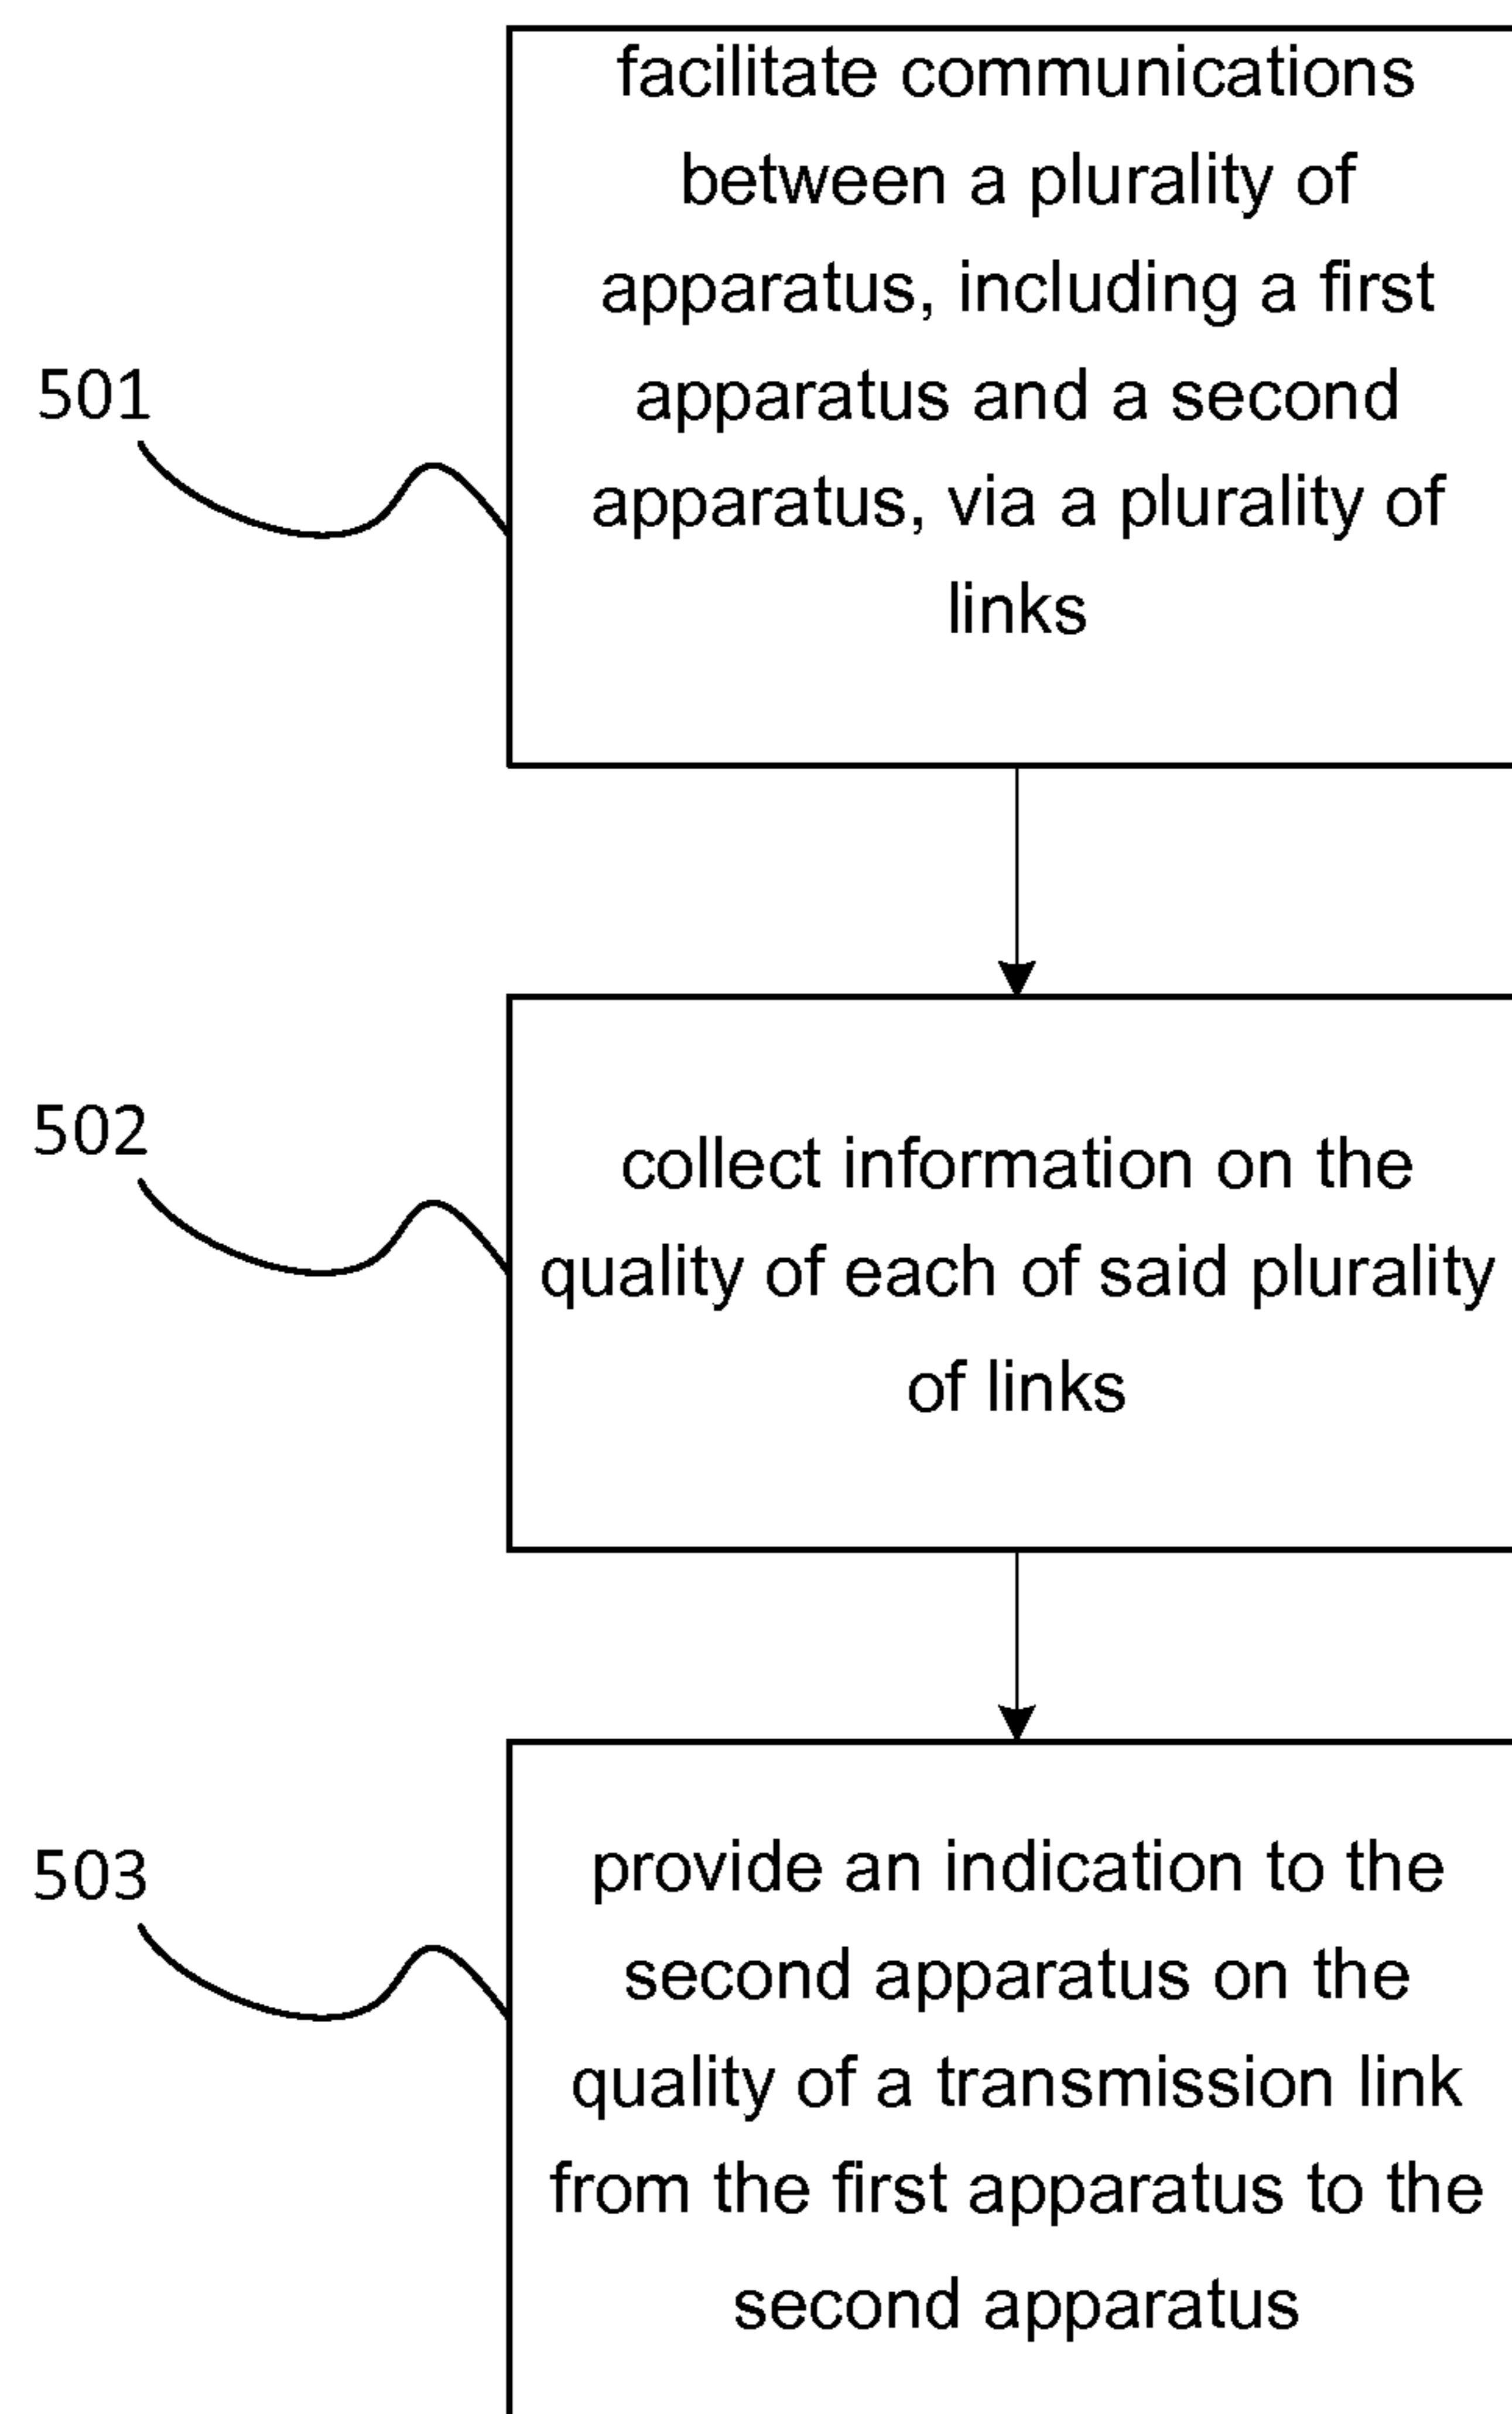 facilitate communications
between a plurality of
apparatus, including a first
apparatus and a second
apparatus, via a plurality of
links
501
502
collect information on the
quality of each of said plurality
of links
503
provide an indication to the
second apparatus on the
quality of a transmission link
from the first apparatus to the
second apparatus